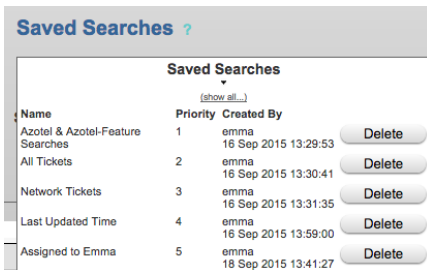 Saved Searches ?
Saved Searches
(show all...)
Name Priority Created By
Azotel & Azotel-Feature 1 emma Delete
Searches 16 Sep 2015 13:29:53
All Tickets 2 emma Delete
16 Sep 2015 13:30:41
Network Tickets 3 emma Delete
16 Sep 2015 13:31:35
Last Updated Time 4 emma Delete
16 Sep 2015 13:59:00
Assigned to Emma 5 emma Delete
18 Sep 2015 13:41:27